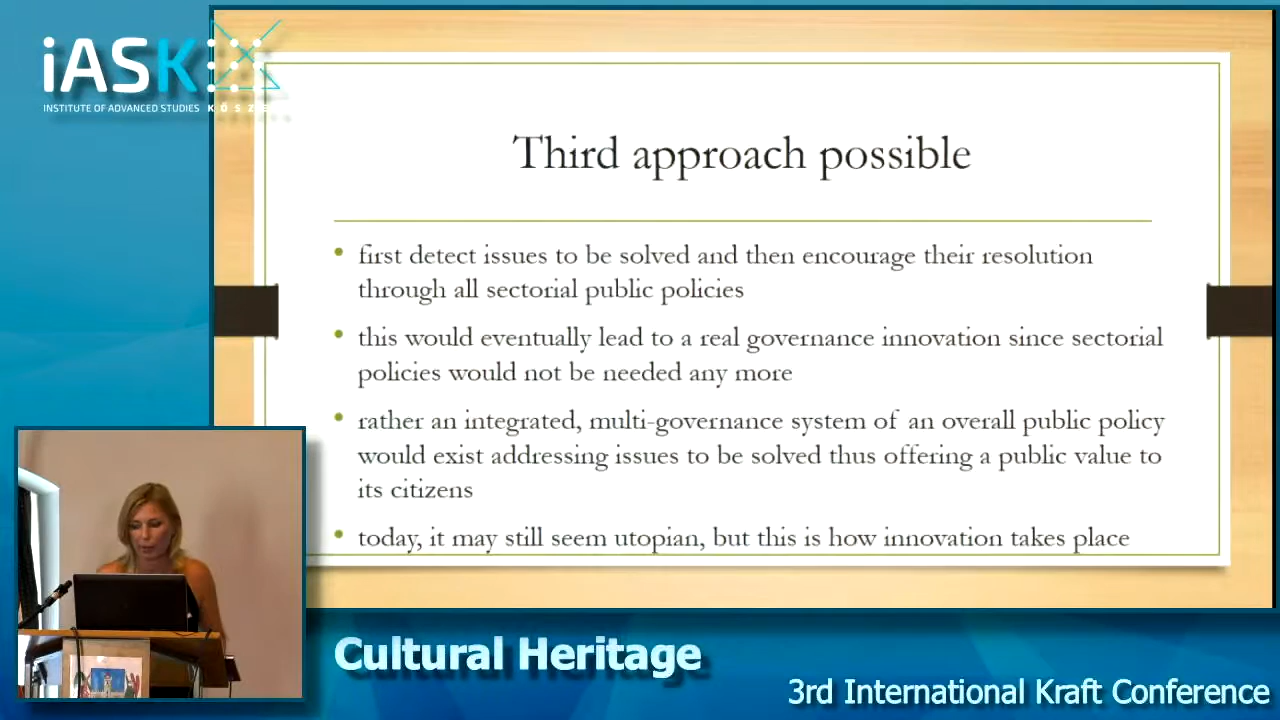 iASK
INSTITUTE OF ADVANCED STUDIES KŐSZ
Third approach possible
• first detect issues to be solved and then encourage their resolution
through all sectorial public policies
• this would eventually lead to a real governance innovation since sectorial
policies would not be needed any more
• rather an integrated, multi-governance system of an overall public policy
would exist addressing issues to be solved thus offering a public value to
its citizens
• today, it may still seem utopian, but this is how innovation takes place
Cultural Heritage
3rd International Kraft Conference